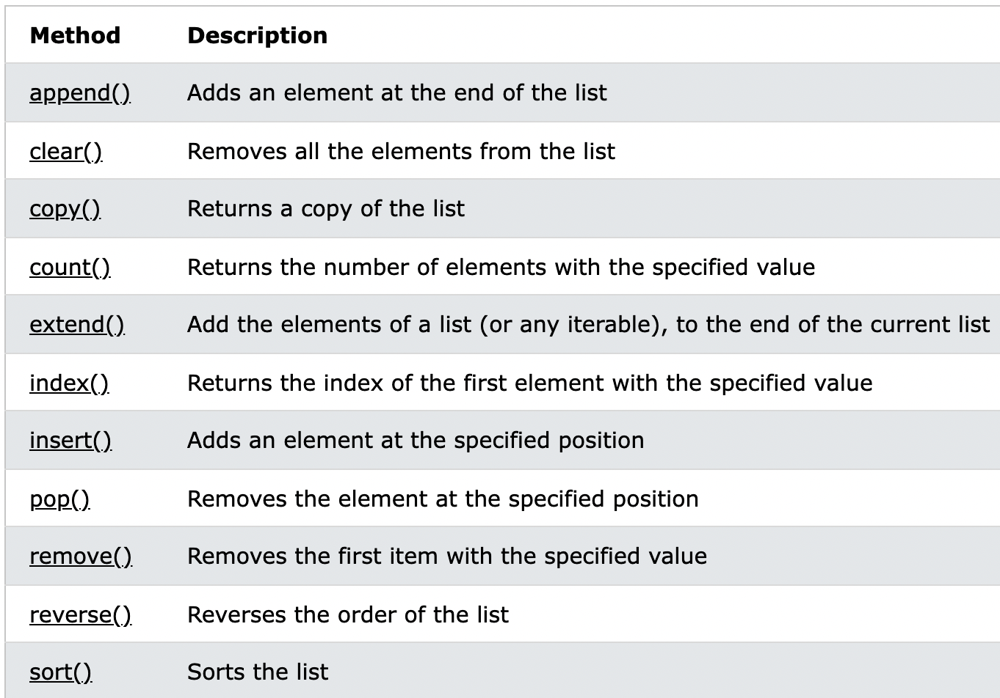 Method Description
append() Adds an element at the end of the list
clear() Removes all the elements from the list
copy() Returns a copy of the list
count() Returns the number of elements with the specified value
extend() Add the elements of a list (or any iterable), to the end of the current list
index() Returns the index of the first element with the specified value
insert() Adds an element at the specified position
pop() Removes the element at the specified position
remove() Removes the first item with the specified value
reverse() Reverses the order of the list
sort() Sorts the list